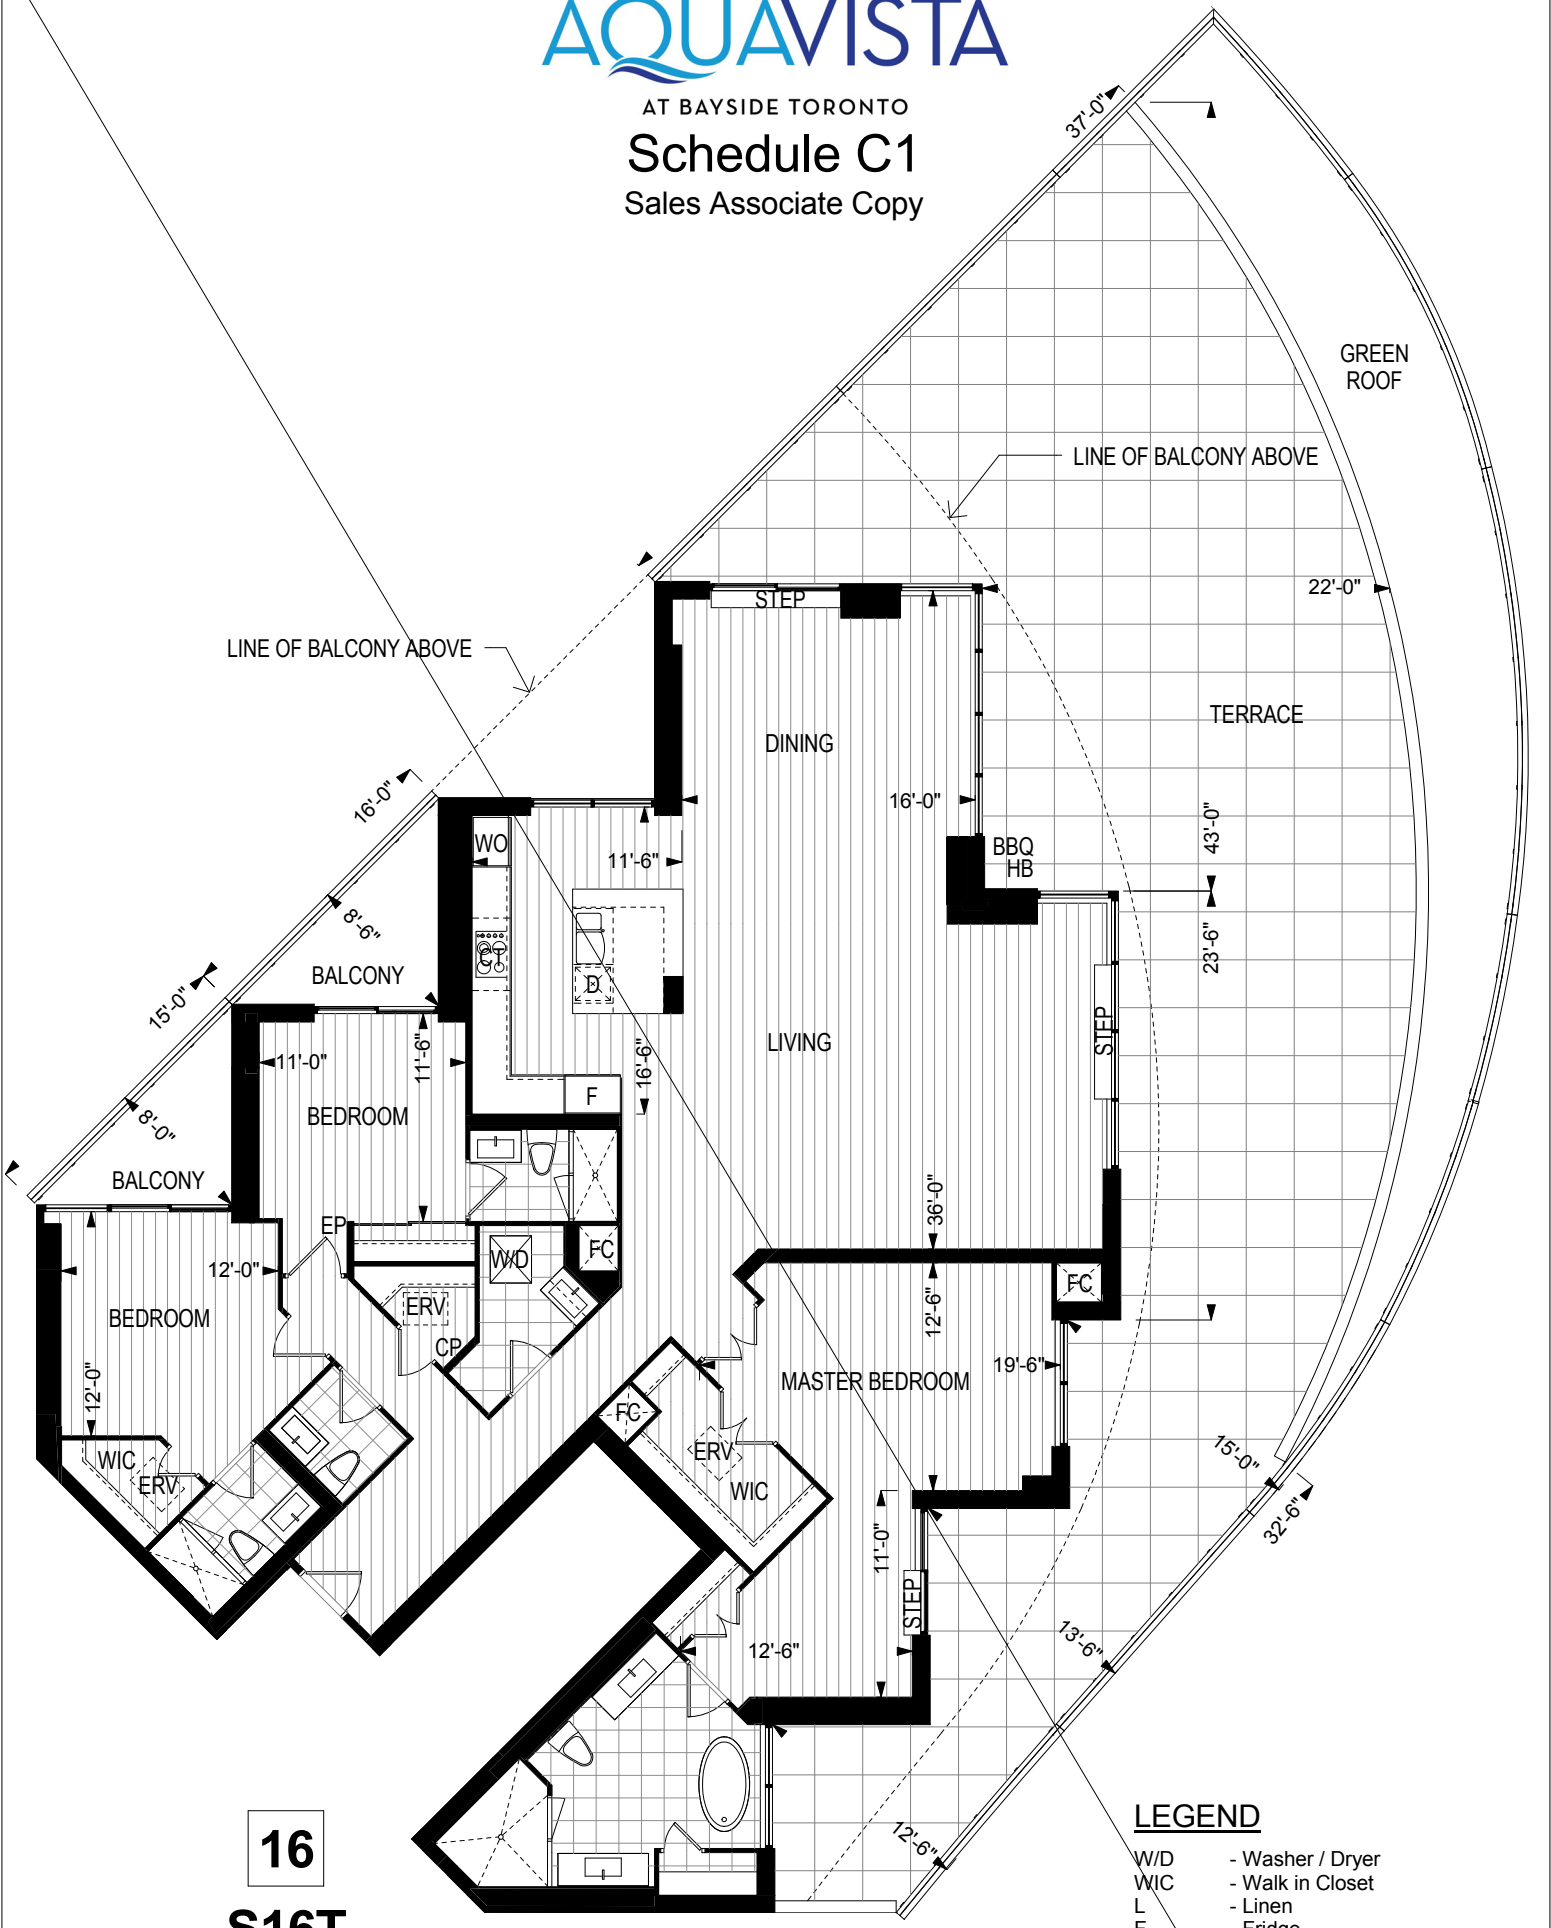 AQUAVISTA
AT BAYSIDE TORONTO
Schedule C1
Sales Associate Copy
37'-0"
GREEN
ROOF
LINE OF BALCONY ABOVE
22'-0"
STEP
LINE OF BALCONY ABOVE
TERRACE
DINING
16'-0"
16'-0"
43'-0"
WO
11'-6"
BBQ
HB
8'-6"
23'-6"
CT
BALCONY
D
15'-0"
STEP
LIVING
11'-0"
11'-6"
16'-6"
F
BEDROOM
8'-0"
BALCONY
36'-0"
EP
W/D
FC
12'-0"
FC
ERV
12'-6"
BEDROOM
CP
19'-6"
MASTER BEDROOM
12'-0"
FC
WIC
ERV
ERV
WIC
15'-0"
32'-6"
11'-0"
STEP
12'-6"
13'-6"
12'-6"
16
S16T
LEGEND
W/D - Washer / Dryer
WIC - Walk in Closet
L - Linen
F - Fridge